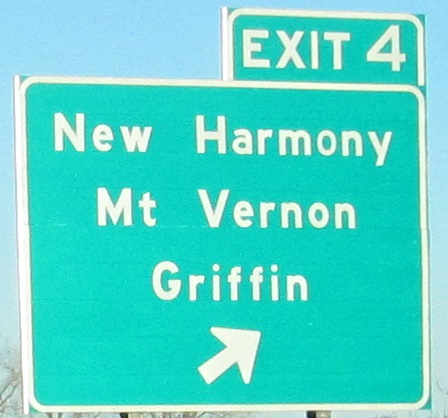 EXIT 4
New Harmony
Mt Vernon
Griffin